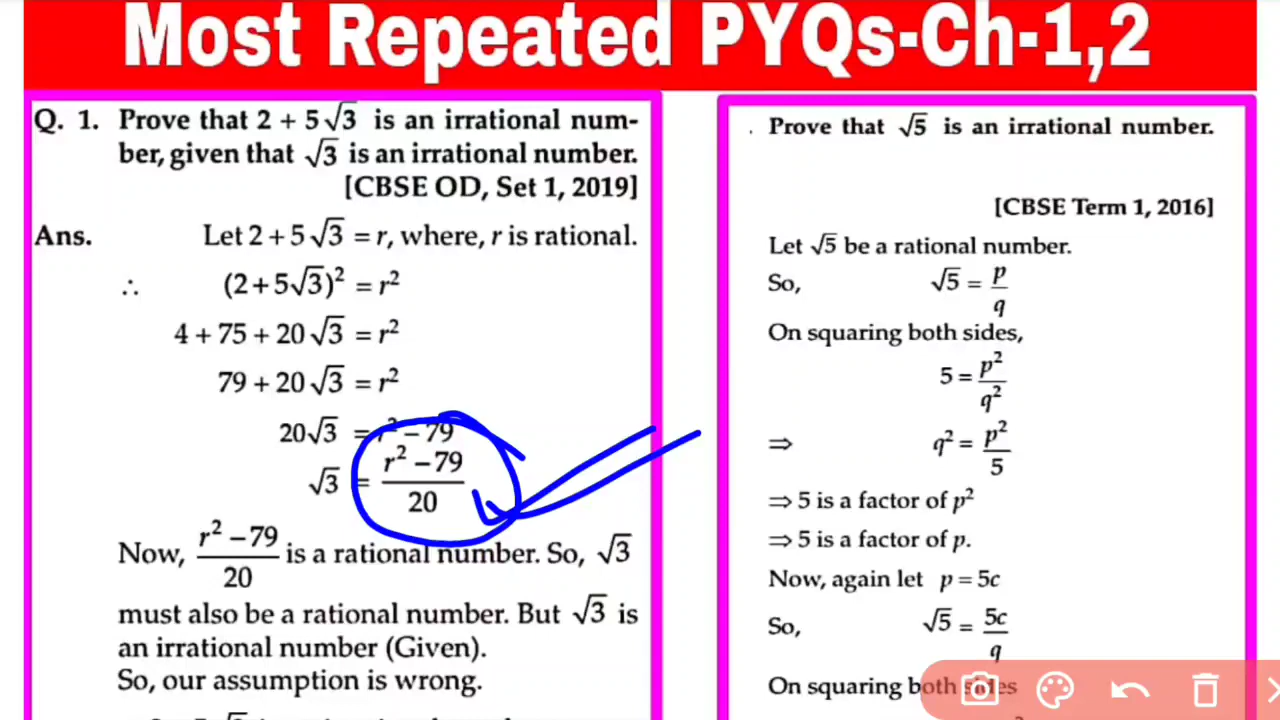 Most Repeated PYQs-Ch-1,2
Q. 1. Prove that 2 + 5√3 is an irrational num-
ber, given that √3 is an irrational number.
[CBSE OD, Set 1, 2019]
Ans. Let 2 + 5√3 = r, where, r is rational.
∴ (2 + 5√3)² = r²
4 + 75 + 20√3 = r²
79 + 20√3 = r²
20√3 = r² – 79
√3 = (r² – 79)/20
Now, (r² – 79)/20 is a rational number. So, √3
must also be a rational number. But √3 is
an irrational number (Given).
So, our assumption is wrong.
Prove that √5 is an irrational number.
[CBSE Term 1, 2016]
Let √5 be a rational number.
So, √5 = p/q
On squaring both sides,
5 = p²/q²
⇒ q² = p²/5
⇒ 5 is a factor of p²
⇒ 5 is a factor of p.
Now, again let p = 5c
So, √5 = 5c/q
On squaring both sides